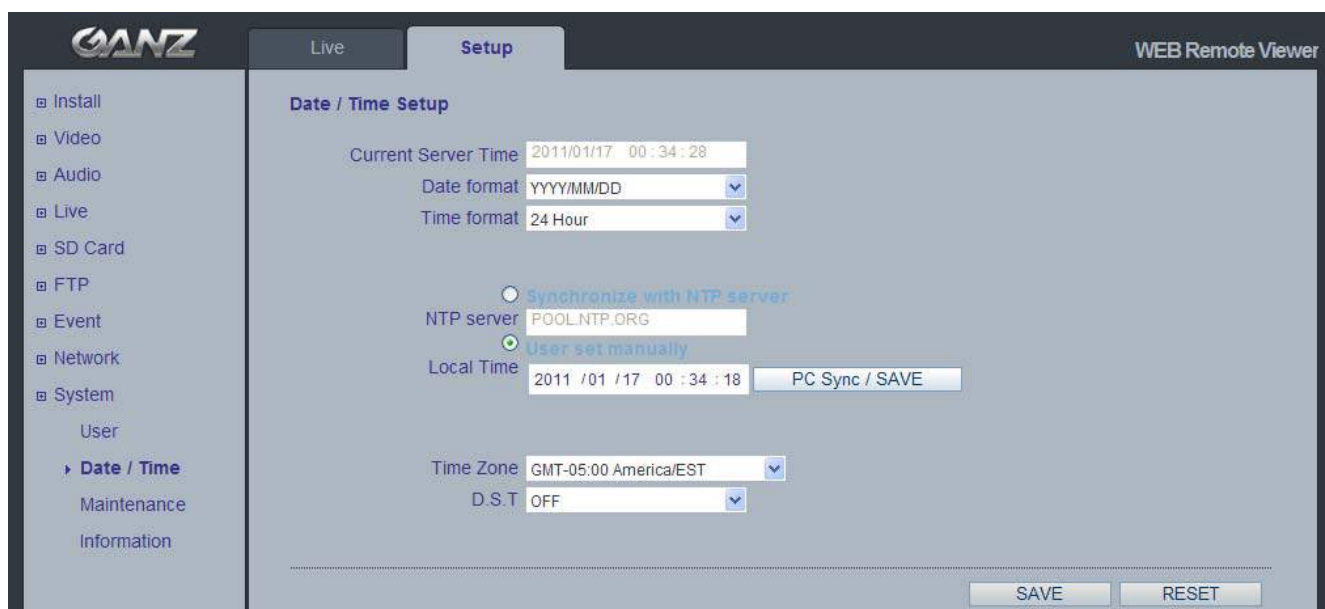 GANZ
Live
Setup
WEB Remote Viewer
Install
Video
Audio
Live
SD Card
FTP
Event
Network
System
User
Date / Time
Maintenance
Information
Date / Time Setup
Current Server Time 2011/01/17 00 : 34 : 28
Date format YYYY/MM/DD
Time format 24 Hour
Synchronize with NTP server
NTP server POOL.NTP.ORG
User set manually
Local Time 2011 / 01 / 17 00 : 34 : 18 PC Sync / SAVE
Time Zone GMT-05:00 America/EST
D.S.T OFF
SAVE RESET